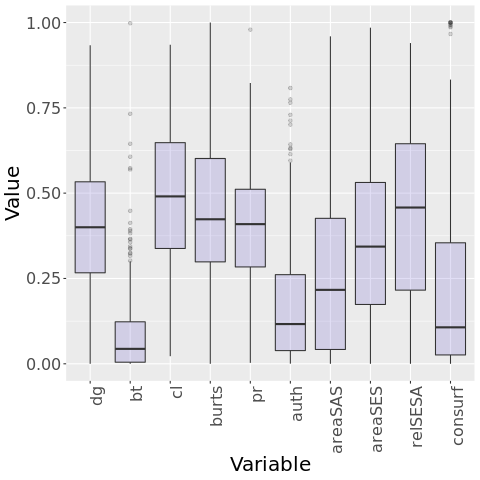 1.00
0.75
0.50
0.25
0.00
Value
dg
bt
cl
burts
pr
auth
areaSAS
areaSES
relSESA
consurf
Variable